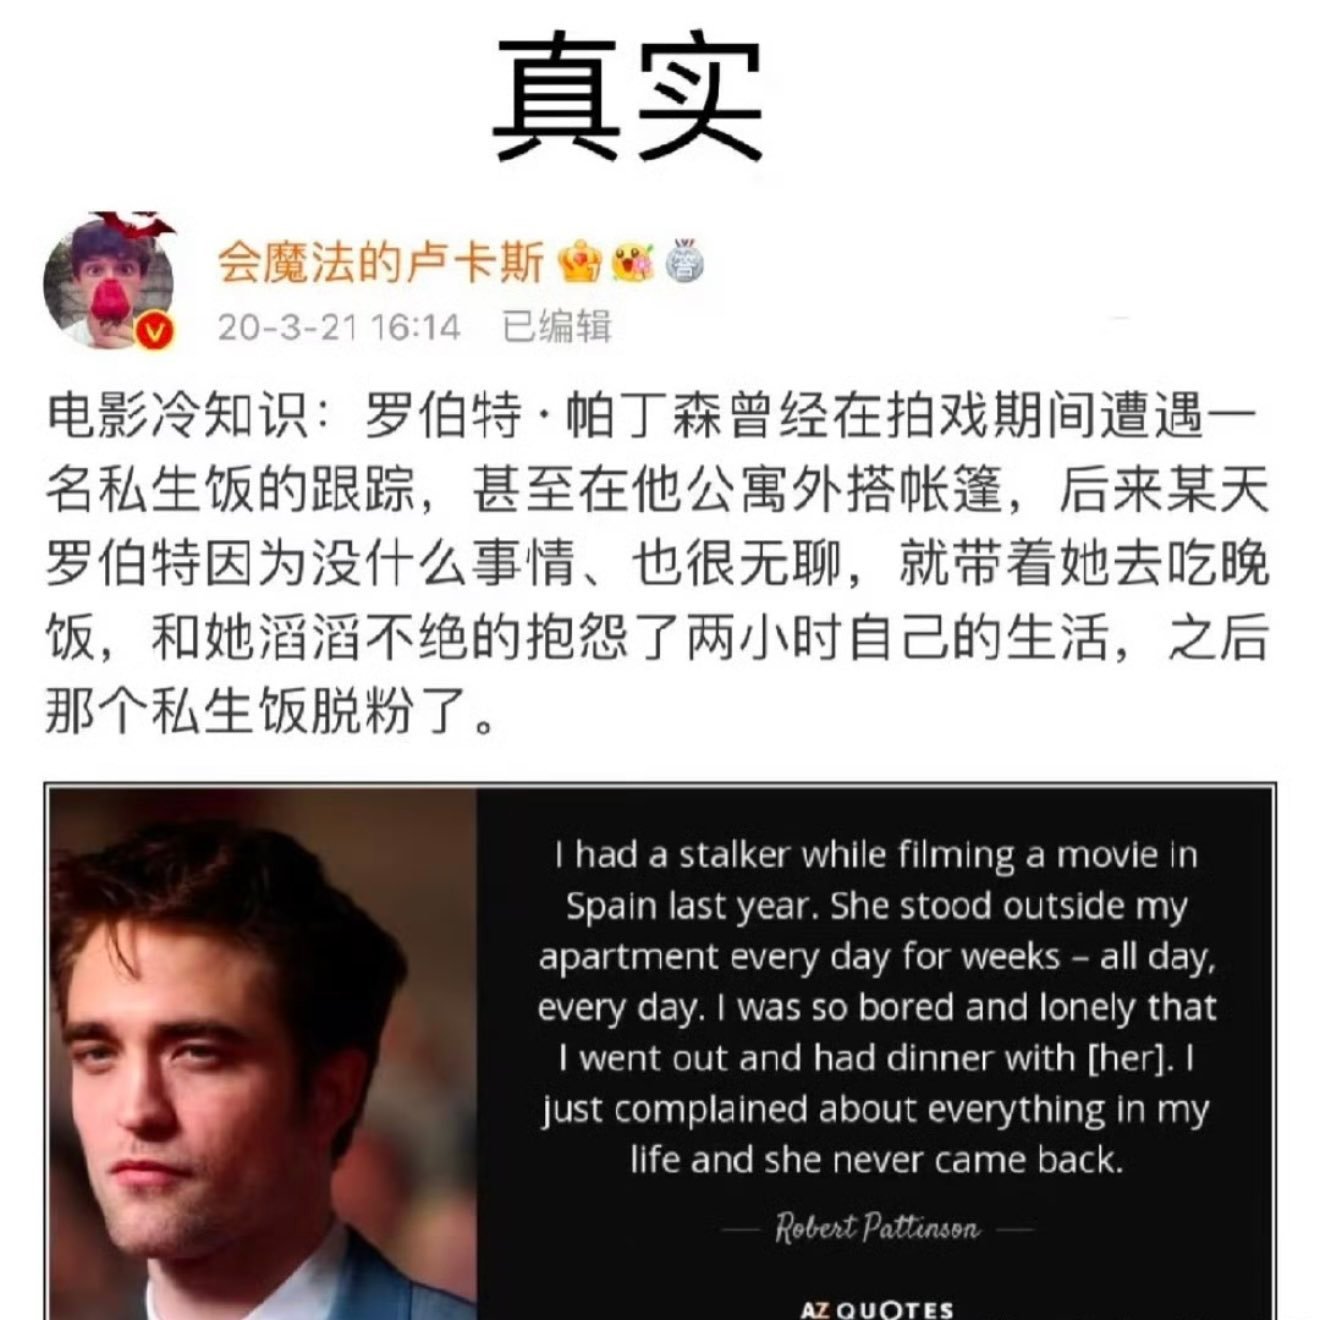 真实
会魔法的卢卡斯
20-3-21 16:14 已编辑
电影冷知识：罗伯特·帕丁森曾经在拍戏期间遭遇一
名私生饭的跟踪，甚至在他公寓外搭帐篷，后来某天
罗伯特因为没什么事情、也很无聊，就带着她去吃晚
饭，和她滔滔不绝的抱怨了两小时自己的生活，之后
那个私生饭脱粉了。
I had a stalker while filming a movie in
Spain last year. She stood outside my
apartment every day for weeks – all day,
every day. I was so bored and lonely that
I went out and had dinner with [her]. I
just complained about everything in my
life and she never came back.
Robert Pattinson
AZ QUOTES